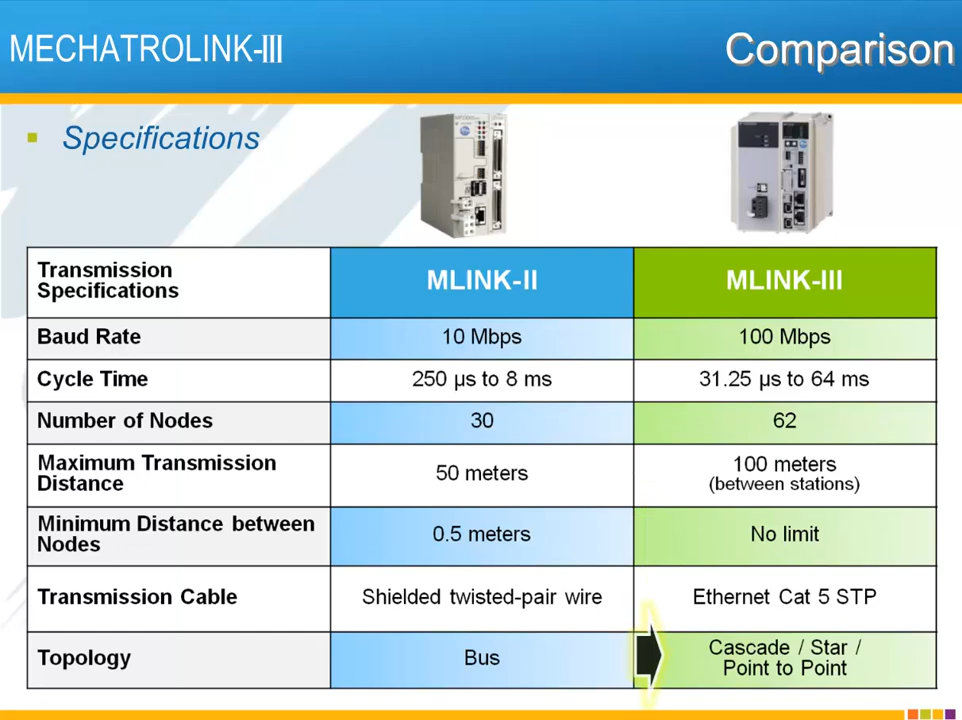 MECHATROLINK-III
Comparison
Specifications
Transmission Specifications
MLINK-II
MLINK-III
Baud Rate
10 Mbps
100 Mbps
Cycle Time
250 µs to 8 ms
31.25 µs to 64 ms
Number of Nodes
30
62
Maximum Transmission
Distance
50 meters
100 meters
(between stations)
Minimum Distance between
Nodes
0.5 meters
No limit
Transmission Cable
Shielded twisted-pair wire
Ethernet Cat 5 STP
Topology
Bus
Cascade / Star /
Point to Point